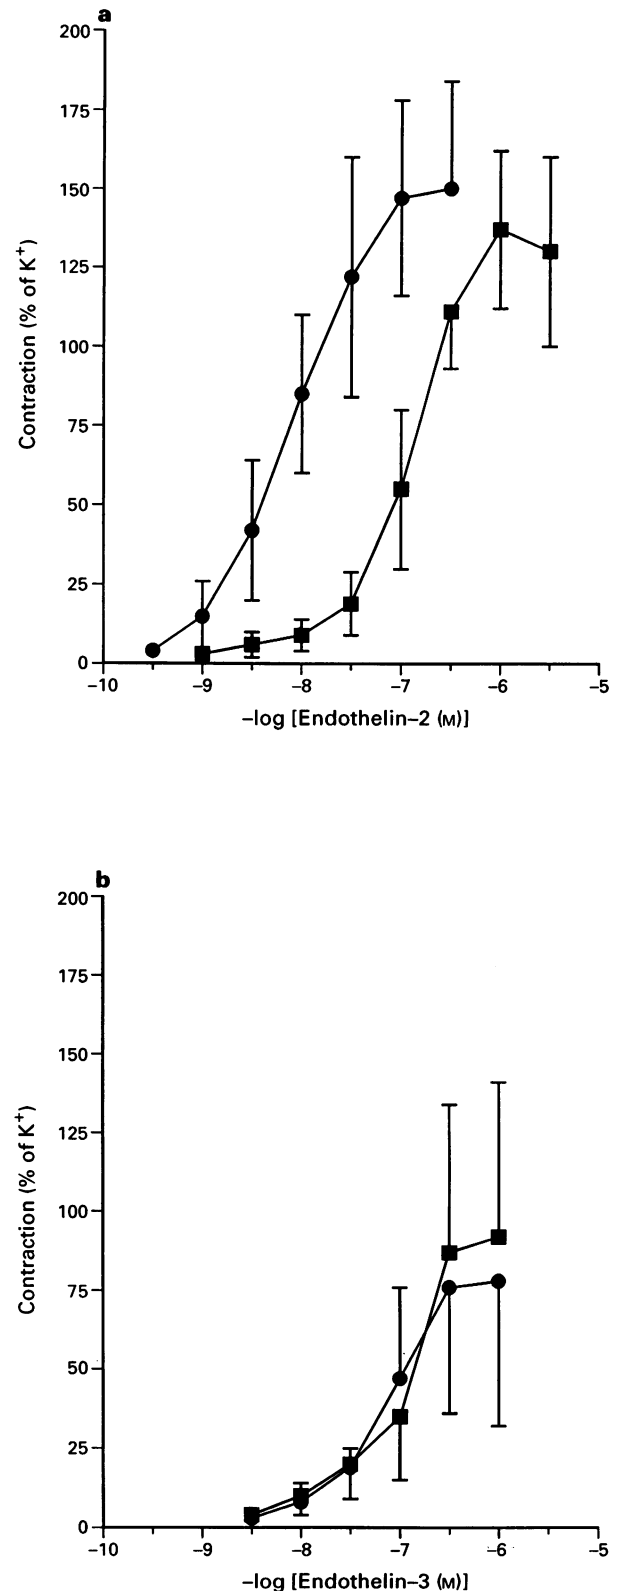 a
200
175
150
125
100
75
50
25
0
Contraction (% of K⁺)
–10 –9 –8 –7 –6 –5
–log [Endothelin–2 (M)]
b
200
175
150
125
100
75
50
25
0
Contraction (% of K⁺)
–10 –9 –8 –7 –6 –5
–log [Endothelin–3 (M)]